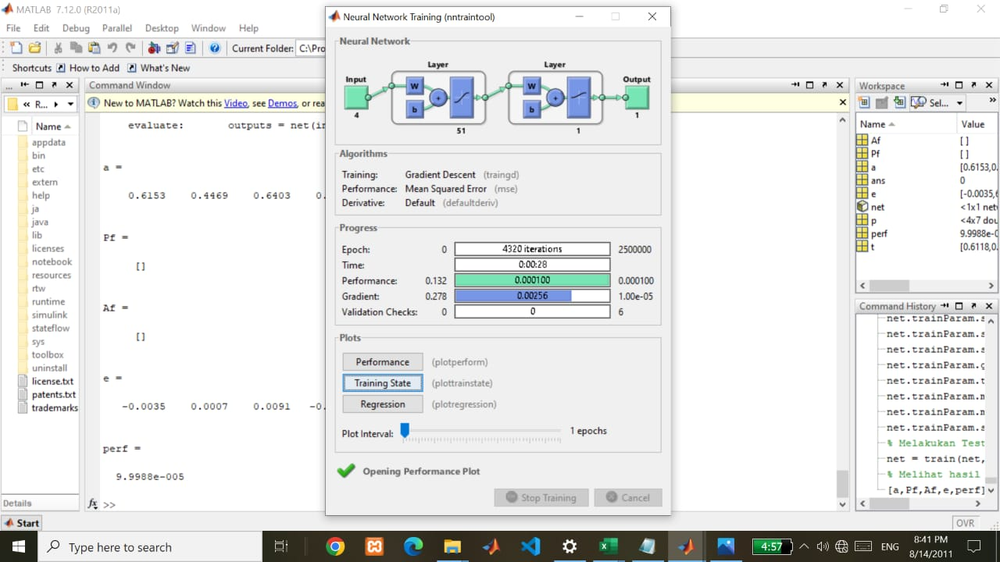 MATLAB 7.12.0 (R2011a)
File Edit Debug Parallel Desktop Window Help
Current Folder: C:\Pro
Shortcuts How to Add What's New
...
Command Window
« R...
New to MATLAB? Watch this Video, see Demos, or rea
Name
appdata
bin
etc
extern
help
ja
java
lib
licenses
notebook
resources
rtw
runtime
simulink
stateflow
sys
toolbox
uninstall
license.txt
patents.txt
trademarks
Details
evaluate: outputs = net(in
a =
0.6153 0.4469 0.6403 0.
Pf =
[]
Af =
[]
e =
-0.0035 0.0007 0.0091 -0.
perf =
9.9988e-005
fx >>
Neural Network Training (nntraintool)
Neural Network
Layer Layer
Input Output
W W
+ +
b b
4 1
51 1
Algorithms
Training: Gradient Descent (traingd)
Performance: Mean Squared Error (mse)
Derivative: Default (defaultderiv)
Progress
Epoch: 0 4320 iterations 2500000
Time: 0:00:28
Performance: 0.132 0.000100 0.000100
Gradient: 0.278 0.00256 1.00e-05
Validation Checks: 0 0 6
Plots
Performance (plotperform)
Training State (plottrainstate)
Regression (plotregression)
Plot Interval: 1 epochs
Opening Performance Plot
Stop Training Cancel
Workspace
Sel... »
Name Value
Af []
Pf []
a [0.6153,0.
ans 0
e [-0.0035,6
net <1x1 netw
p <4x7 dou
perf 9.9988e-0
t [0.6118,0.
Command History
net.trainParam.s
net.trainParam.s
net.trainParam.s
net.trainParam.g
net.trainParam.t
net.trainParam.m
net.trainParam.m
net.trainParam.s
% Melakukan Test
net = train(net,
% Melihat hasil
[a,Pf,Af,e,perf]
Start
OVR
Type here to search
4:57
ENG
8:41 PM
8/14/2011